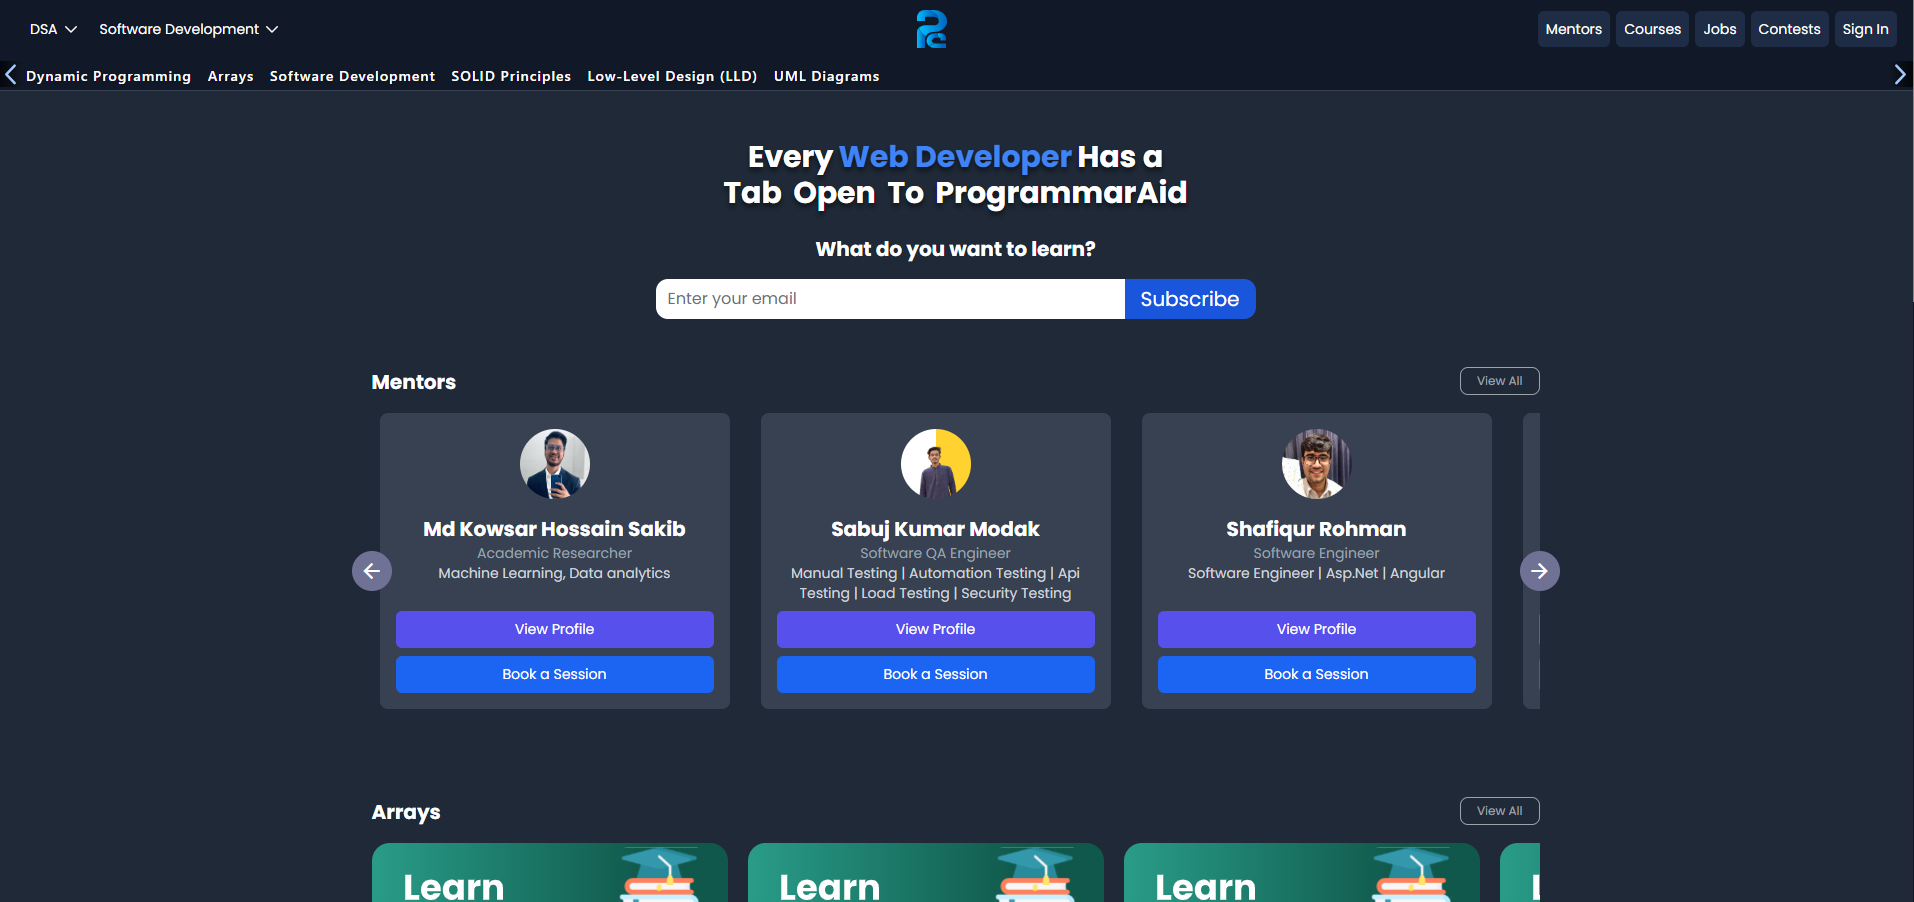 DSA Software Development Mentors Courses Jobs Contests Sign In
Dynamic Programming Arrays Software Development SOLID Principles Low-Level Design (LLD) UML Diagrams
Every Web Developer Has a
Tab Open To ProgrammarAid
What do you want to learn?
Enter your email Subscribe
Mentors View All
Md Kowsar Hossain Sakib
Academic Researcher
Machine Learning, Data analytics
View Profile
Book a Session
Sabuj Kumar Modak
Software QA Engineer
Manual Testing | Automation Testing | Api
Testing | Load Testing | Security Testing
View Profile
Book a Session
Shafiqur Rohman
Software Engineer
Software Engineer | Asp.Net | Angular
View Profile
Book a Session
Arrays View All
Learn Learn Learn